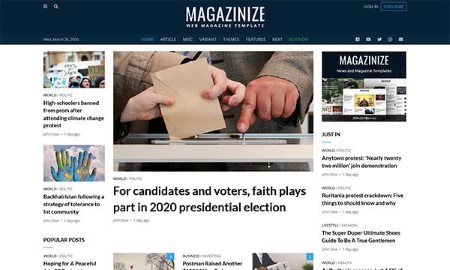 MAGAZINIZE
WEB MAGAZINE TEMPLATE
SIGN IN SUBSCRIBE
HOME ARTICLE MISC VARIANT THEMES FEATURES NEXT BUY NOW
WORLD / POLITIC
High-schoolers banned
from prom after
attending climate change
protest
John Doe • 1 day ago
WORLD / POLITIC
Backhairistan following a
strategy of tolerance to
1nt community
John Doe • 1 day ago
POPULAR POSTS
WORLD / POLITIC
Hoping For A Peaceful
WORLD / POLITIC
For candidates and voters, faith plays
part in 2020 presidential election
John Doe • 1 day ago
BUSINESS / INVESTING
Postman Raised Another
WORLD / POLITIC
Zero Brands Are The
MAGAZINIZE
News and Magazine Templates
JUST IN
WORLD / POLITIC
Anytown protest: 'Nearly twenty
two million' join demonstration
John Doe • 1 day ago
WORLD / POLITIC
Ruritania protest crackdown: Five
things to should know and why
John Doe • 1 day ago
LIFESTYLE / FASHION
The Super Duper Ultimate Shoes
Guide To Be A True Gentlemen
John Doe • 1 day ago
WORLD / HEALTH